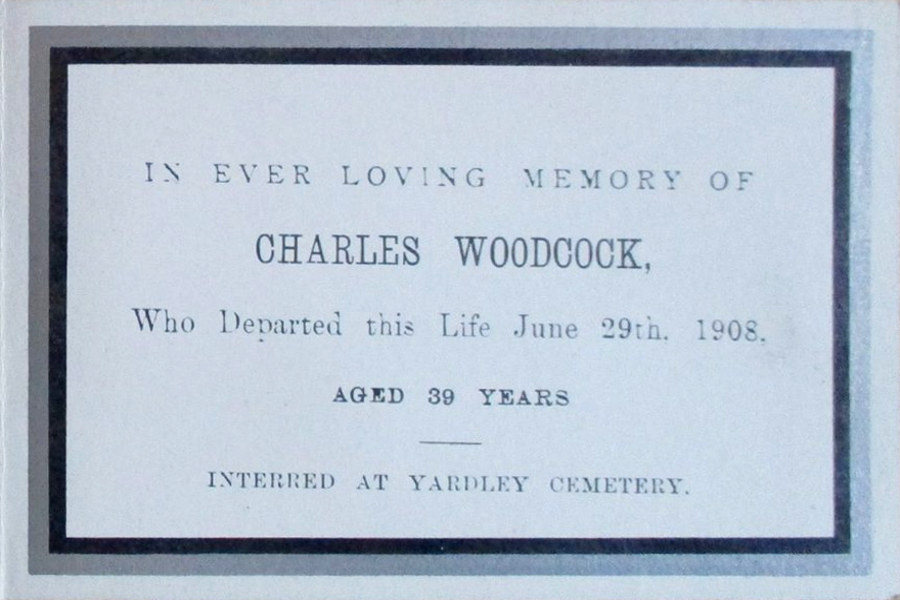 IN EVER LOVING MEMORY OF
CHARLES WOODCOCK,
Who Departed this Life June 29th. 1908.
AGED 39 YEARS
INTERRED AT YARDLEY CEMETERY.